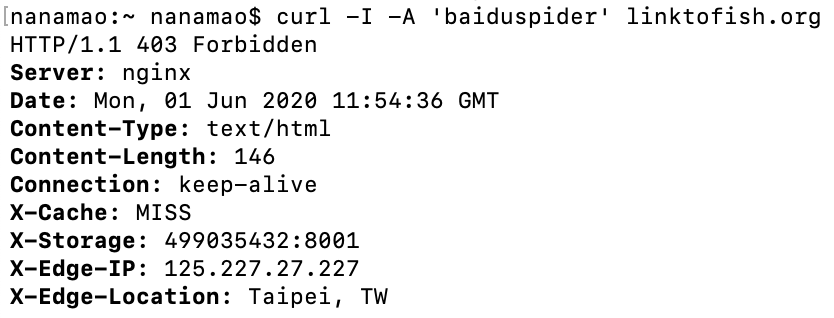 [nanamao:~ nanamao$ curl -I -A 'baiduspider' linktofish.org
HTTP/1.1 403 Forbidden
Server: nginx
Date: Mon, 01 Jun 2020 11:54:36 GMT
Content-Type: text/html
Content-Length: 146
Connection: keep-alive
X-Cache: MISS
X-Storage: 499035432:8001
X-Edge-IP: 125.227.27.227
X-Edge-Location: Taipei, TW